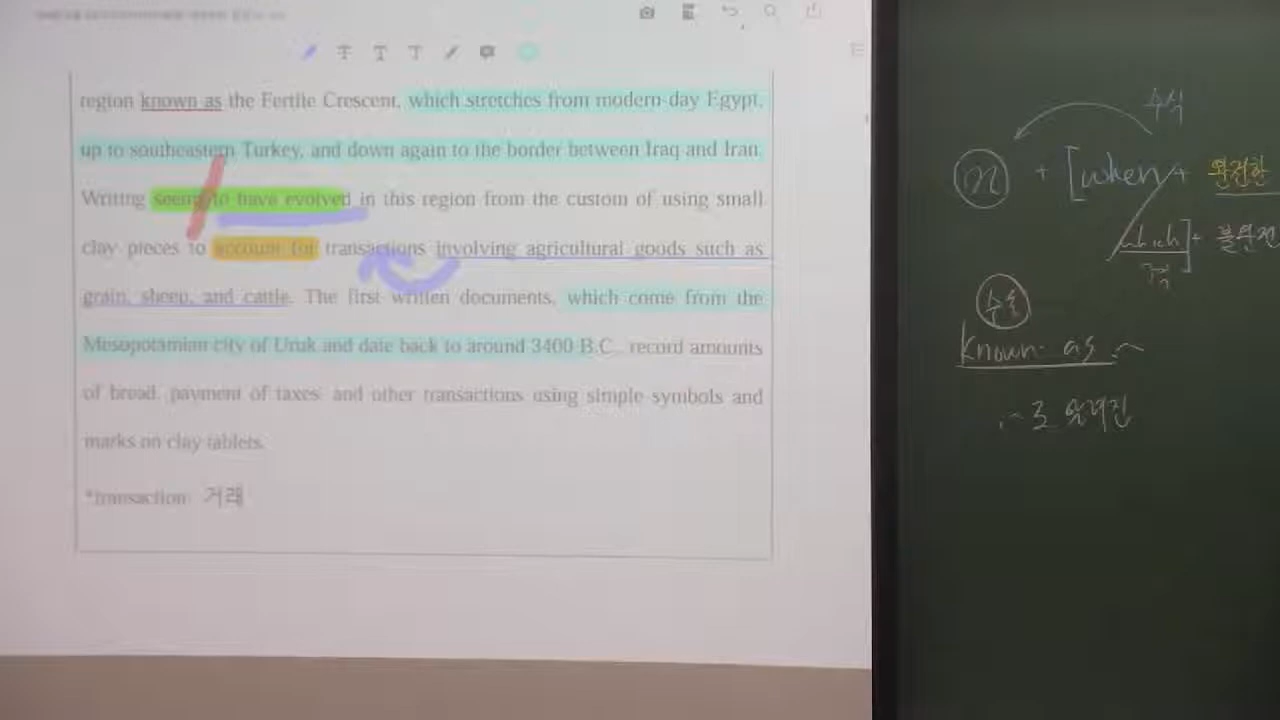 region known as the Fertile Crescent, which stretches from modern-day Egypt,
up to southeastern Turkey, and down again to the border between Iraq and Iran.
Writing seems to have evolved in this region from the custom of using small
clay pieces to account for transactions involving agricultural goods such as
grain, sheep, and cattle. The first written documents, which come from the
Mesopotamian city of Uruk and date back to around 3400 B.C., record amounts
of bread, payment of taxes, and other transactions using simple symbols and
marks on clay tablets.
*transaction: 거래
수식
n + [when + 완전한
which] + 불완전
수동
known as ~
~로 알려진